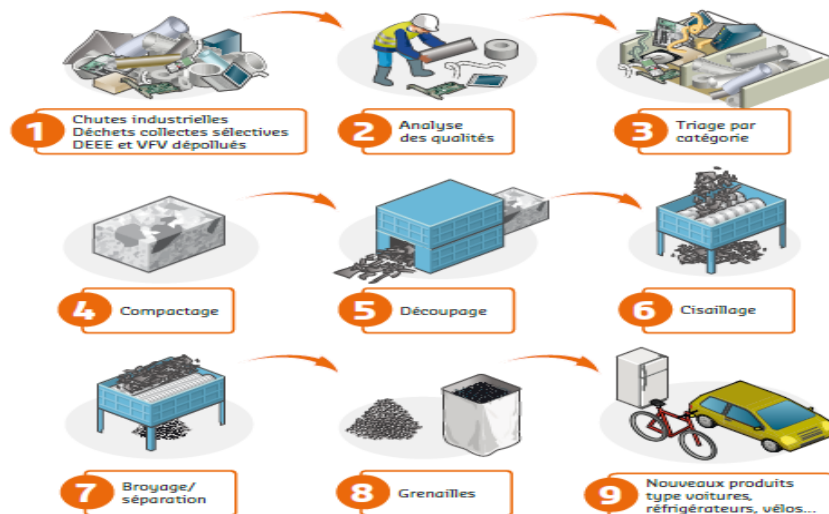 1
Chutes industrielles
Déchets collectes sélectives
DEEE et VFV dépollués
2
Analyse
des qualités
3
Triage par
catégorie
4
Compactage
5
Découpage
6
Cisaillage
7
Broyage/
séparation
8
Grenailles
9
Nouveaux produits
type voitures,
réfrigérateurs, vélos...